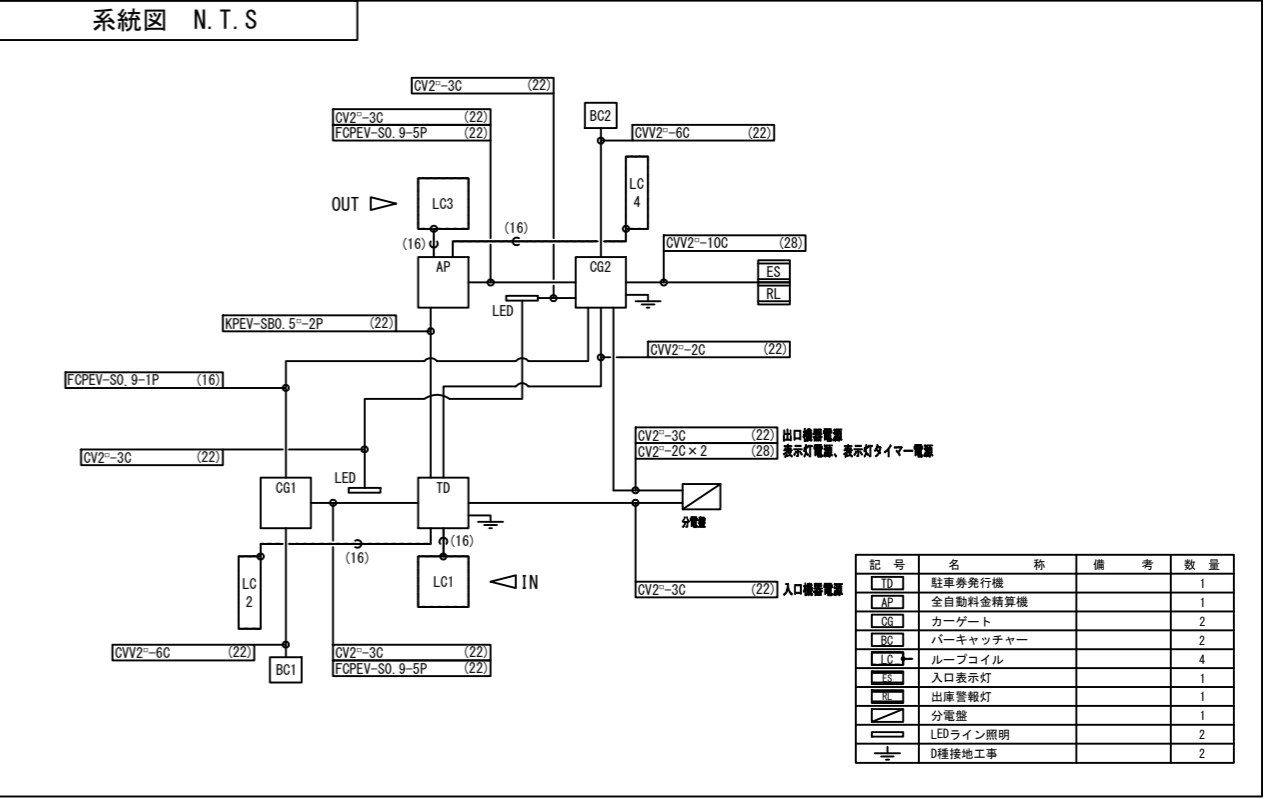 系統図 N.T.S
CV2□-3C (22)
CV2□-3C (22)
FCPEV-S0.9-5P (22)
BC2
CVV2□-6C (22)
LC
4
OUT
LC3
(16)
(16)
CVV2□-10C (28)
AP
CG2
ES
RL
LED
KPEV-SB0.5□-2P (22)
CVV2□-2C (22)
FCPEV-S0.9-1P (16)
CV2□-3C (22) 出口機器電源
CV2□-2C×2 (28) 表示灯電源、表示灯タイマー電源
CV2□-3C (22)
LED
CG1
TD
分電盤
(16)
(16)
LC
2
LC1
IN
CV2□-3C (22) 入口機器電源
CVV2□-6C (22)
CV2□-3C (22)
FCPEV-S0.9-5P (22)
BC1
記号 名称 備考 数量
TD 駐車券発行機 1
AP 全自動料金精算機 1
CG カーゲート 2
BC バーキャッチャー 2
LC ループコイル 4
ES 入口表示灯 1
RL 出庫警報灯 1
分電盤 1
LEDライン照明 2
D種接地工事 2